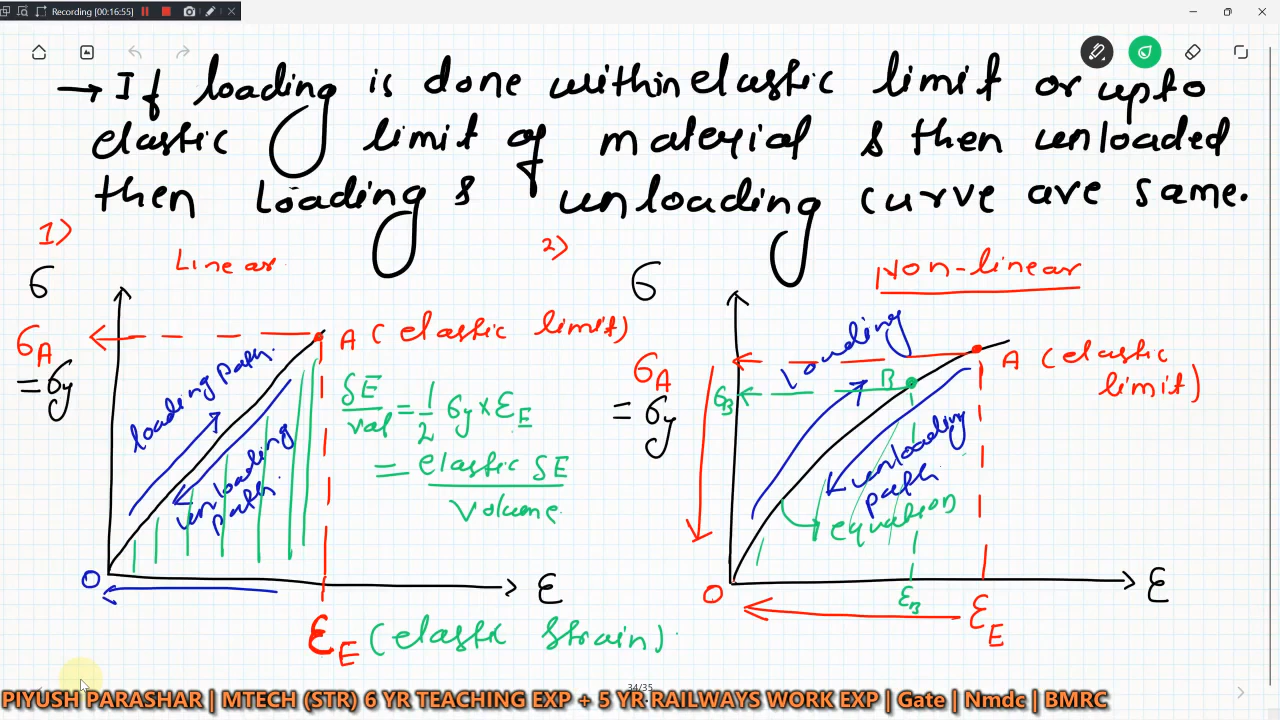 Recording [00:16:55]
→ If loading is done within elastic limit or upto
elastic limit of material & then unloaded
then Loading & unloading curve are same.
1)
Linear
σ
σA
= σy
A (elastic limit)
loading path.
unloading path.
SE/vol = 1/2 σy × εE
= elastic SE / Volume
O
ε
εE (elastic strain)
2)
Non-linear
σ
σA
= σy
σB
loading
B
A (elastic
limit)
unloading
path
equation
O
εB
εE
ε
34/35
PIYUSH PARASHAR | MTECH (STR) 6 YR TEACHING EXP + 5 YR RAILWAYS WORK EXP | Gate | Nmdc | BMRC